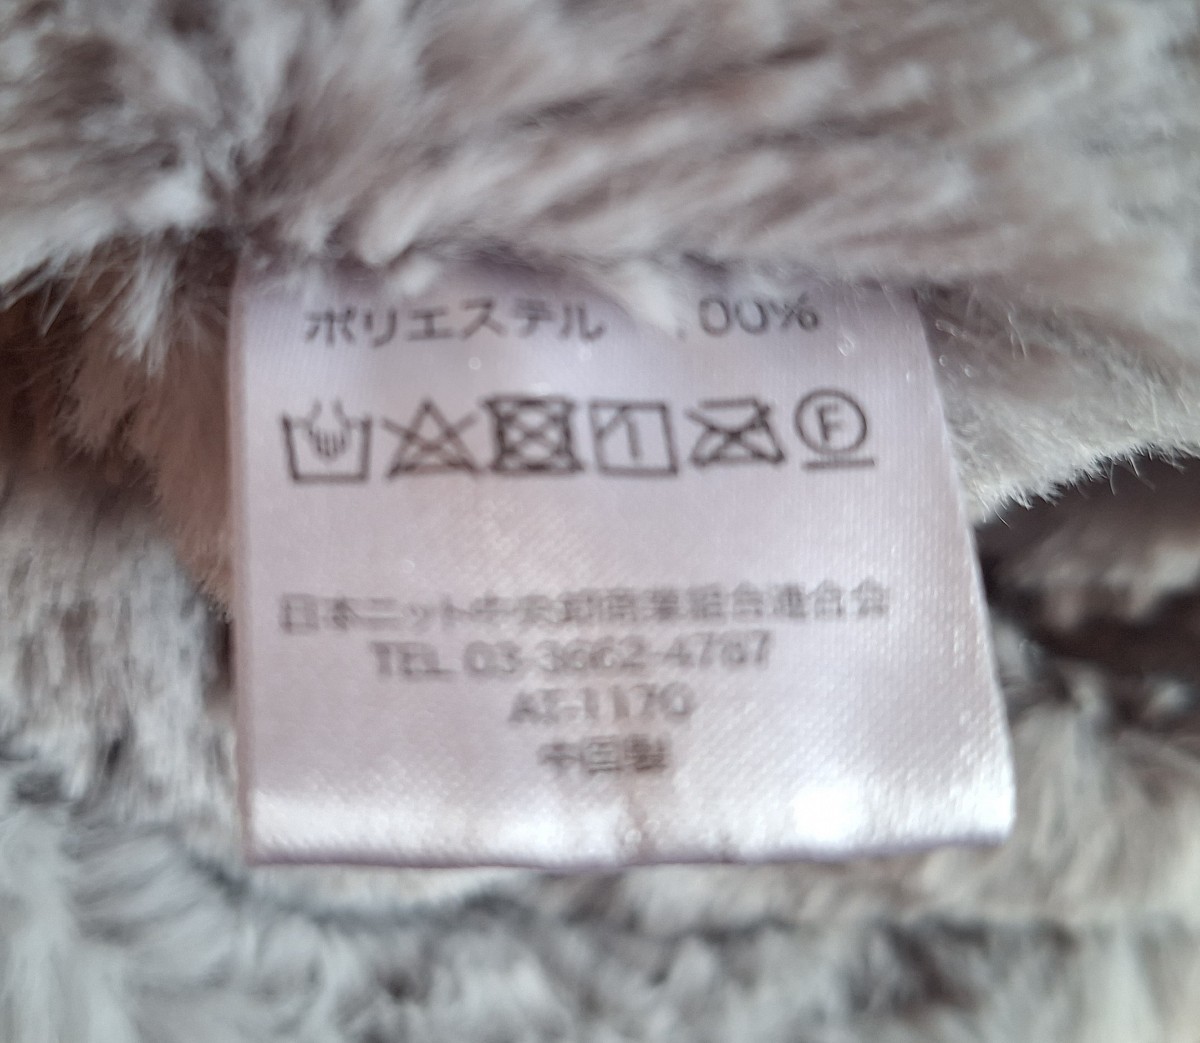 ポリエステル 100%
F
日本ニット中央卸商業組合連合会
TEL 03-3662-4787
AT-1170
中国製